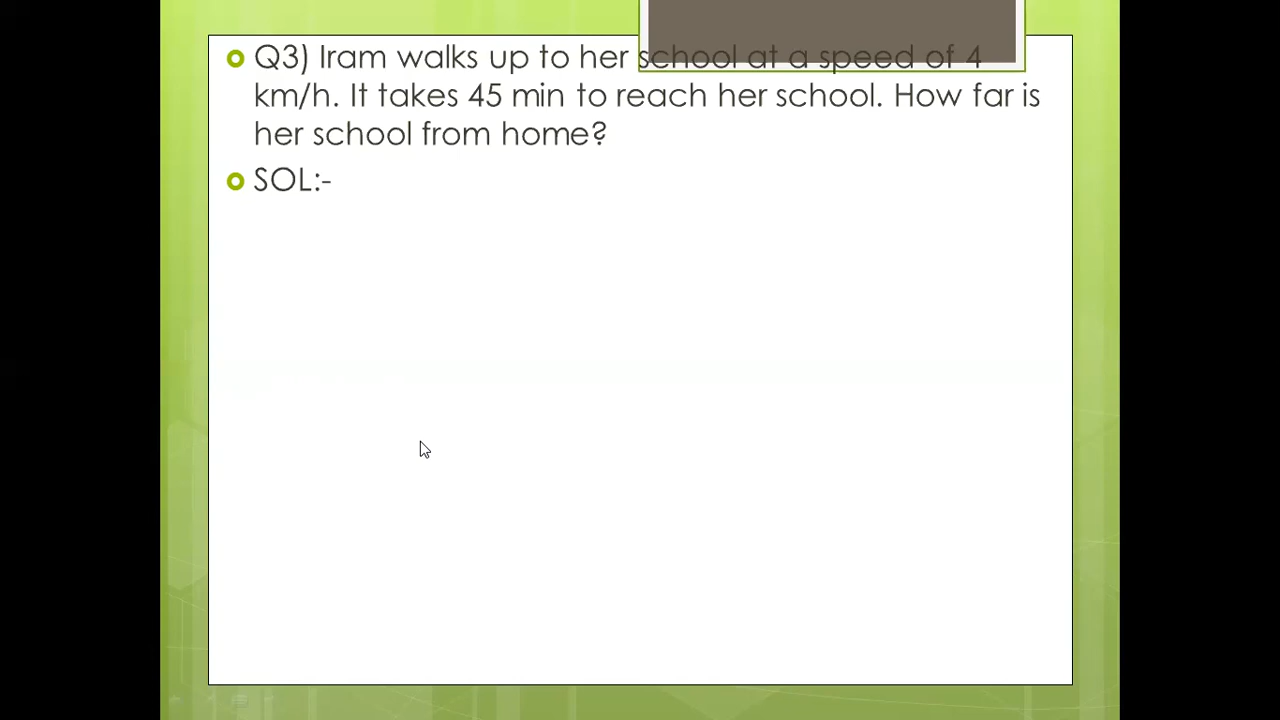 Q3) Iram walks up to her school at a speed of 4
km/h. It takes 45 min to reach her school. How far is
her school from home?
SOL:-